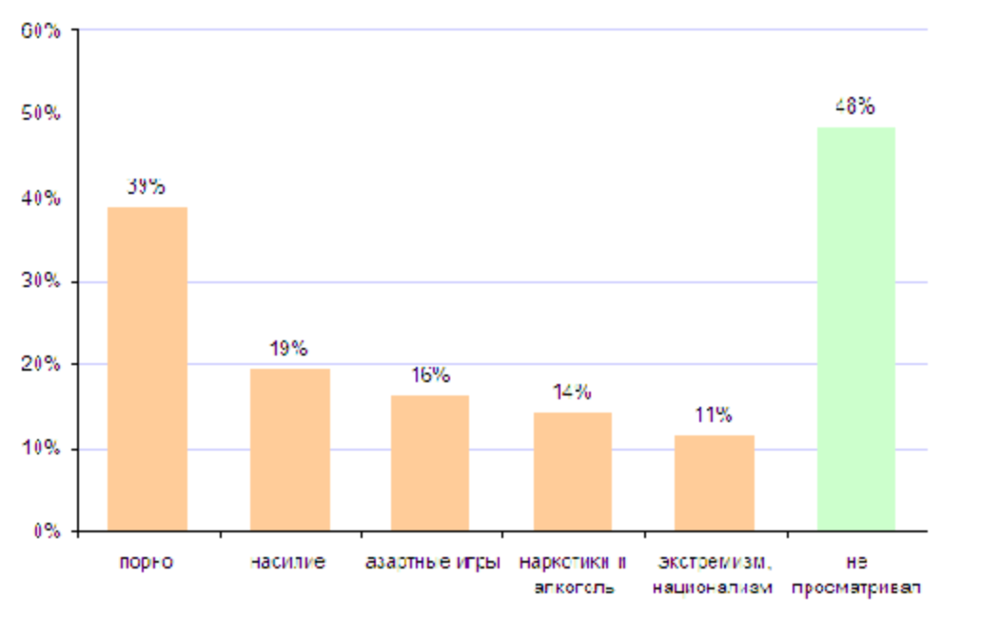 60%
50%
40%
30%
20%
10%
0%
39%
19%
16%
14%
11%
48%
порно
насилие
азартные игры
наркотики и
алкоголь
экстремизм,
национализм
не
просматривал